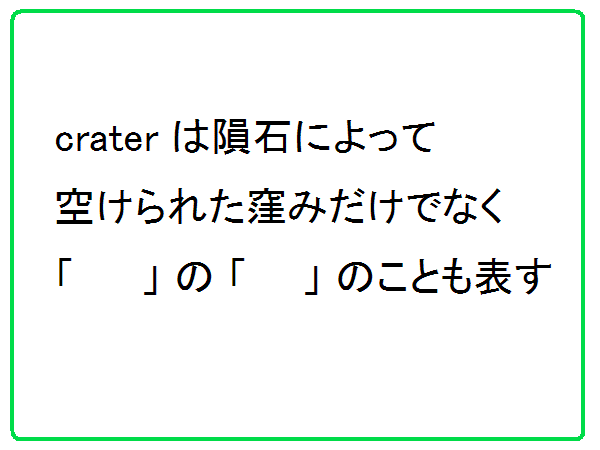 crater は隕石によって
空けられた窪みだけでなく
「　　」の「　　」のことも表す